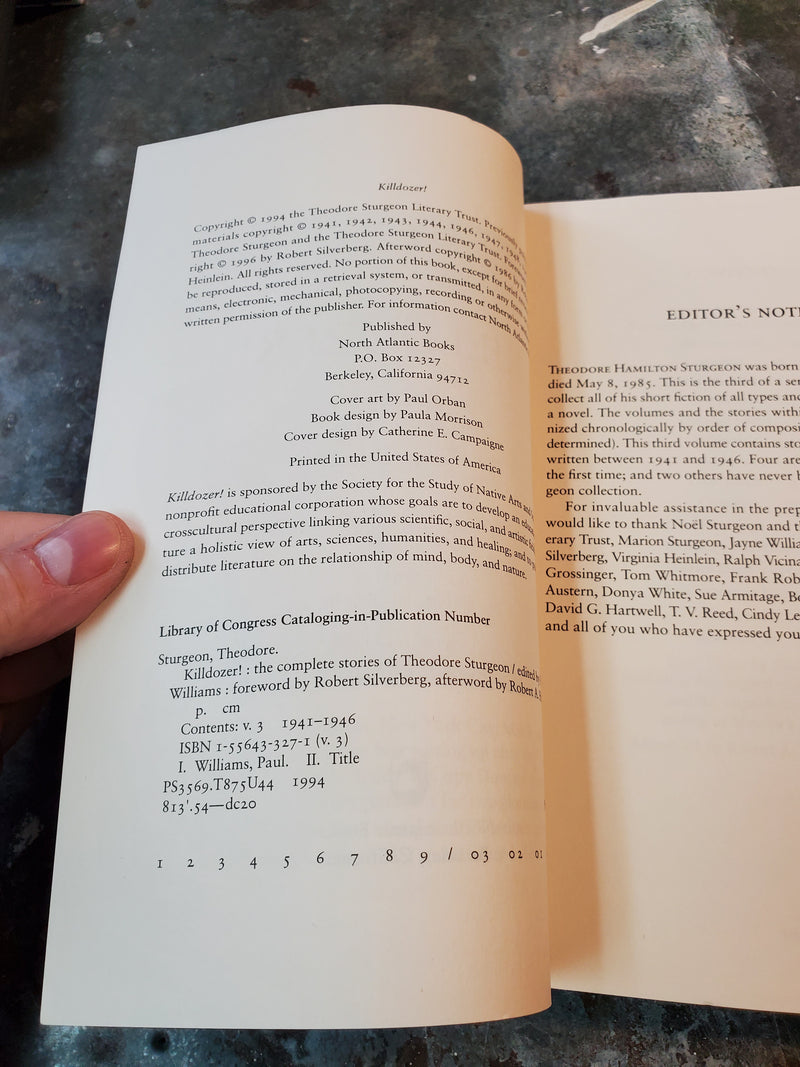 Killdozer!
Copyright © 1994 the Theodore Sturgeon Literary Trust. Previously
materials copyright © 1941, 1942, 1943, 1944, 1946, 1947, 1948,
Theodore Sturgeon and the Theodore Sturgeon Literary Trust.
right © 1996 by Robert Silverberg. Afterword copyright © 1986 by
Heinlein. All rights reserved. No portion of this book, except for brief
be reproduced, stored in a retrieval system, or transmitted, in any form
means, electronic, mechanical, photocopying, recording or otherwise
written permission of the publisher. For information contact North
Published by
North Atlantic Books
P.O. Box 12327
Berkeley, California 94712
Cover art by Paul Orban
Book design by Paula Morrison
Cover design by Catherine E. Campaigne
Printed in the United States of America
Killdozer! is sponsored by the Society for the Study of Native Arts and
nonprofit educational corporation whose goals are to develop an
crosscultural perspective linking various scientific, social, and artistic
ture a holistic view of arts, sciences, humanities, and healing; and to
distribute literature on the relationship of mind, body, and nature.
Library of Congress Cataloging-in-Publication Number
Sturgeon, Theodore.
Killdozer! : the complete stories of Theodore Sturgeon / edited by
Williams : foreword by Robert Silverberg, afterword by Robert A.
p. cm
Contents: v. 3 1941–1946
ISBN 1-55643-327-1 (v. 3)
I. Williams, Paul. II. Title
PS3569.T875U44 1994
813'.54—dc20
1 2 3 4 5 6 7 8 9 / 03 02 01
EDITOR'S NOTE
THEODORE HAMILTON STURGEON was born
died May 8, 1985. This is the third of a
collect all of his short fiction of all types and
a novel. The volumes and the stories within
nized chronologically by order of
determined). This third volume contains
written between 1941 and 1946. Four are
the first time; and two others have never
geon collection.
For invaluable assistance in the
would like to thank Noël Sturgeon and
erary Trust, Marion Sturgeon, Jayne
Silverberg, Virginia Heinlein, Ralph
Grossinger, Tom Whitmore, Frank
Austern, Donya White, Sue Armitage,
David G. Hartwell, T. V. Reed, Cindy
and all of you who have expressed